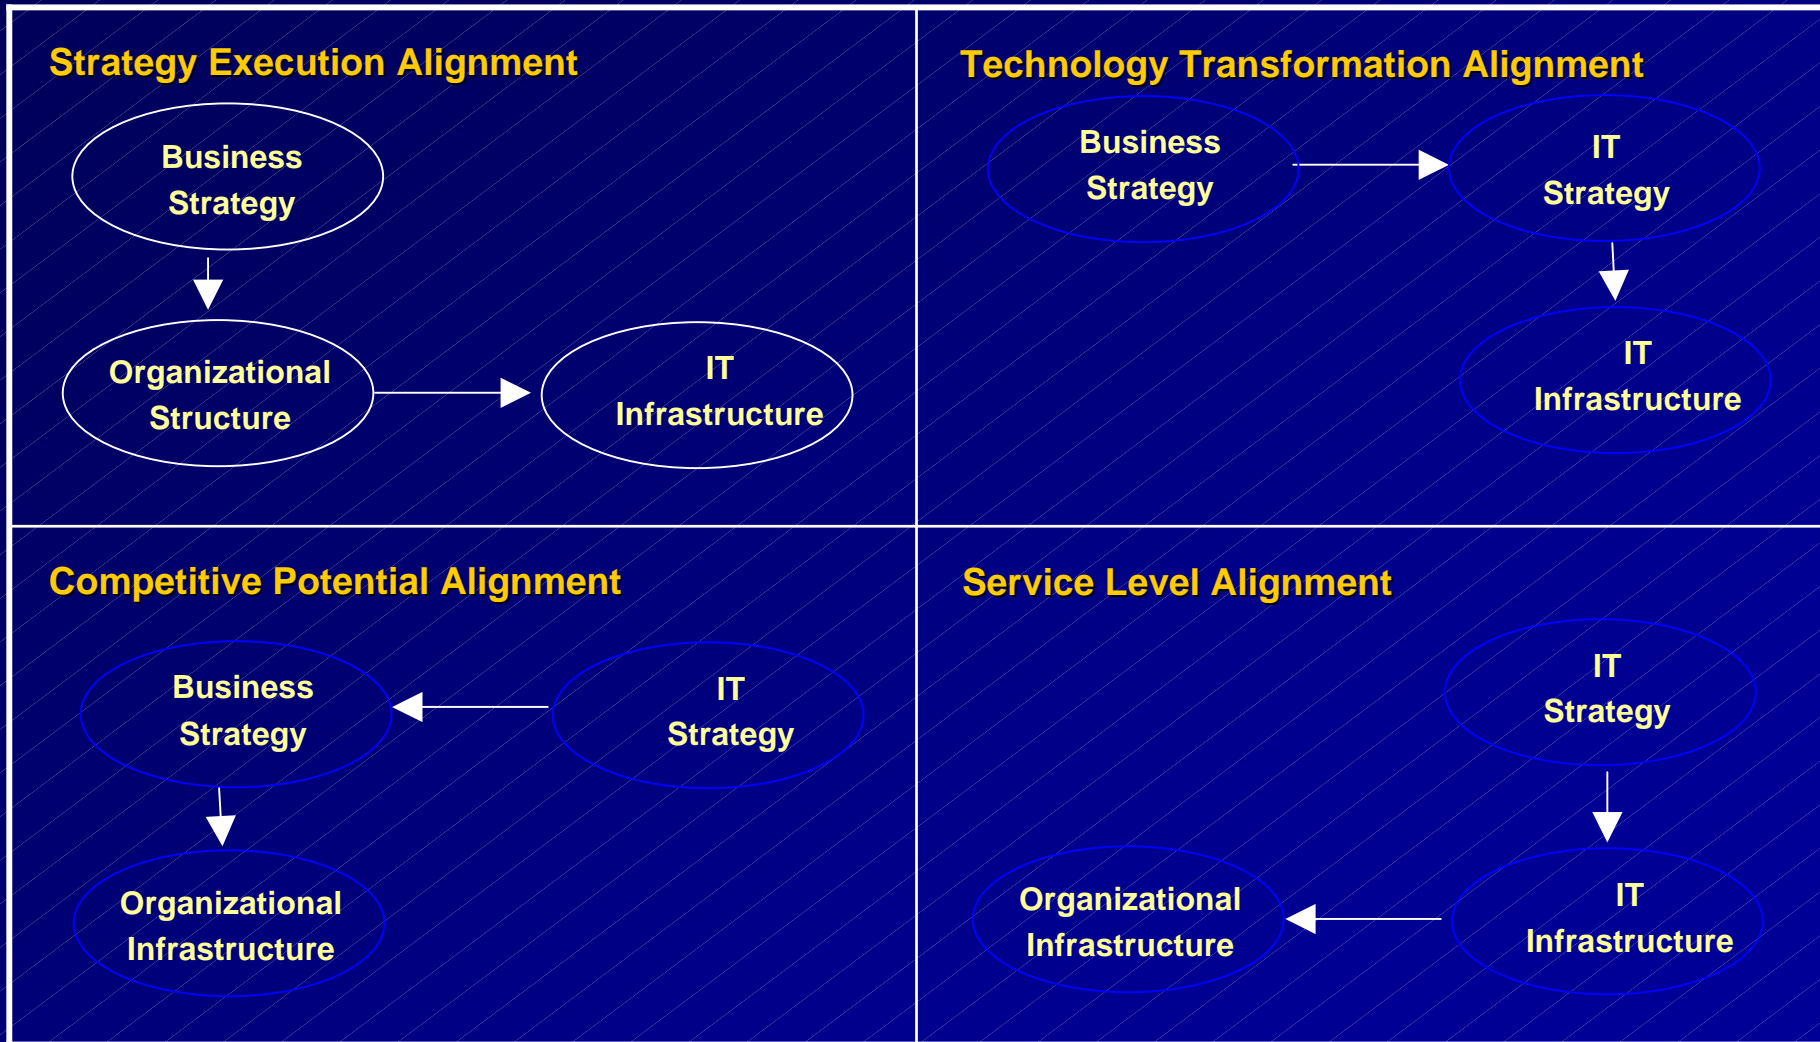 Strategy Execution Alignment
Business
Strategy
Organizational
Structure
IT
Infrastructure
Technology Transformation Alignment
Business
Strategy
IT
Strategy
IT
Infrastructure
Competitive Potential Alignment
Business
Strategy
IT
Strategy
Organizational
Infrastructure
Service Level Alignment
IT
Strategy
Organizational
Infrastructure
IT
Infrastructure